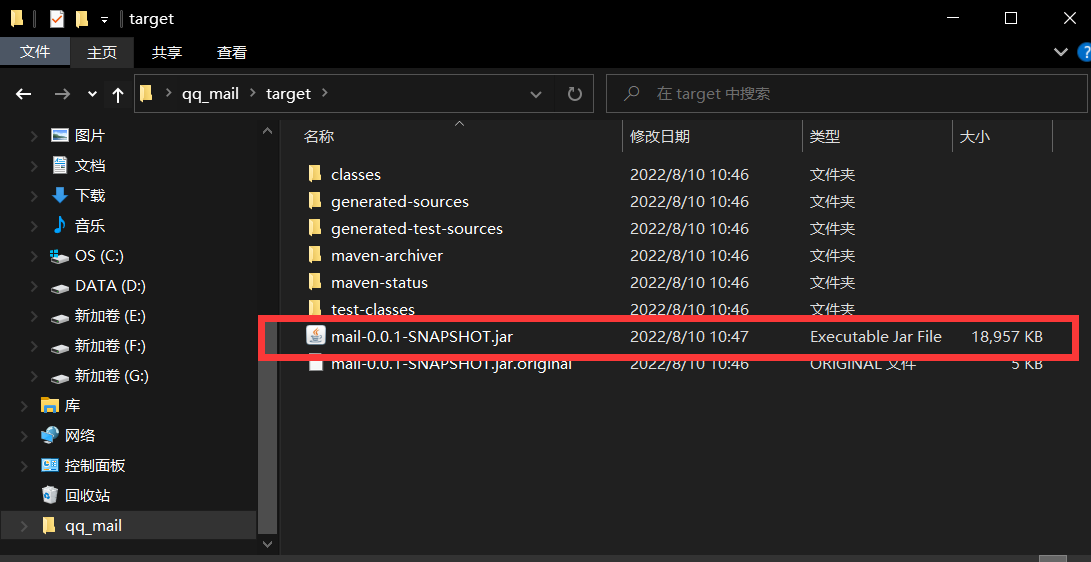 target
文件 主页 共享 查看
qq_mail target 在 target 中搜索
图片
文档
下载
音乐
OS (C:)
DATA (D:)
新加卷 (E:)
新加卷 (F:)
新加卷 (G:)
库
网络
控制面板
回收站
qq_mail
名称 修改日期 类型 大小
classes 2022/8/10 10:46 文件夹
generated-sources 2022/8/10 10:46 文件夹
generated-test-sources 2022/8/10 10:46 文件夹
maven-archiver 2022/8/10 10:46 文件夹
maven-status 2022/8/10 10:46 文件夹
test-classes 2022/8/10 10:46 文件夹
mail-0.0.1-SNAPSHOT.jar 2022/8/10 10:47 Executable Jar File 18,957 KB
mail-0.0.1-SNAPSHOT.jar.original 2022/8/10 10:46 ORIGINAL 文件 5 KB